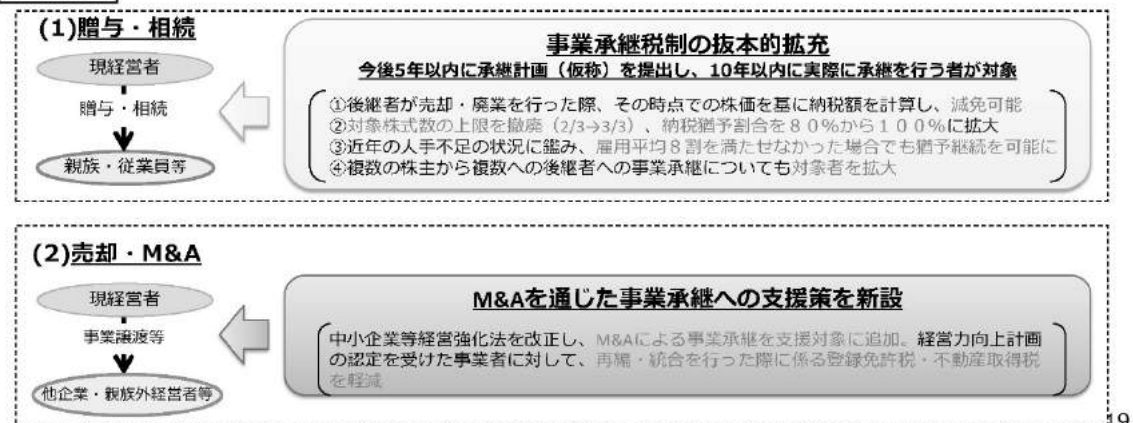 (1)贈与・相続
現経営者
贈与・相続
親族・従業員等
事業承継税制の抜本的拡充
今後5年以内に承継計画（仮称）を提出し、10年以内に実際に承継を行う者が対象
①後継者が売却・廃業を行った際、その時点での株価を基に納税額を計算し、減免可能
②対象株式数の上限を撤廃（2/3→3/3）、納税猶予割合を８０％から１００％に拡大
③近年の人手不足の状況に鑑み、雇用平均８割を満たせなかった場合でも猶予継続を可能に
④複数の株主から複数への後継者への事業承継についても対象者を拡大
(2)売却・M&A
現経営者
事業譲渡等
他企業・親族外経営者等
M&Aを通じた事業承継への支援策を新設
中小企業等経営強化法を改正し、M&Aによる事業承継を支援対象に追加。経営力向上計画
の認定を受けた事業者に対して、再編・統合を行った際に係る登録免許税・不動産取得税
を軽減
19